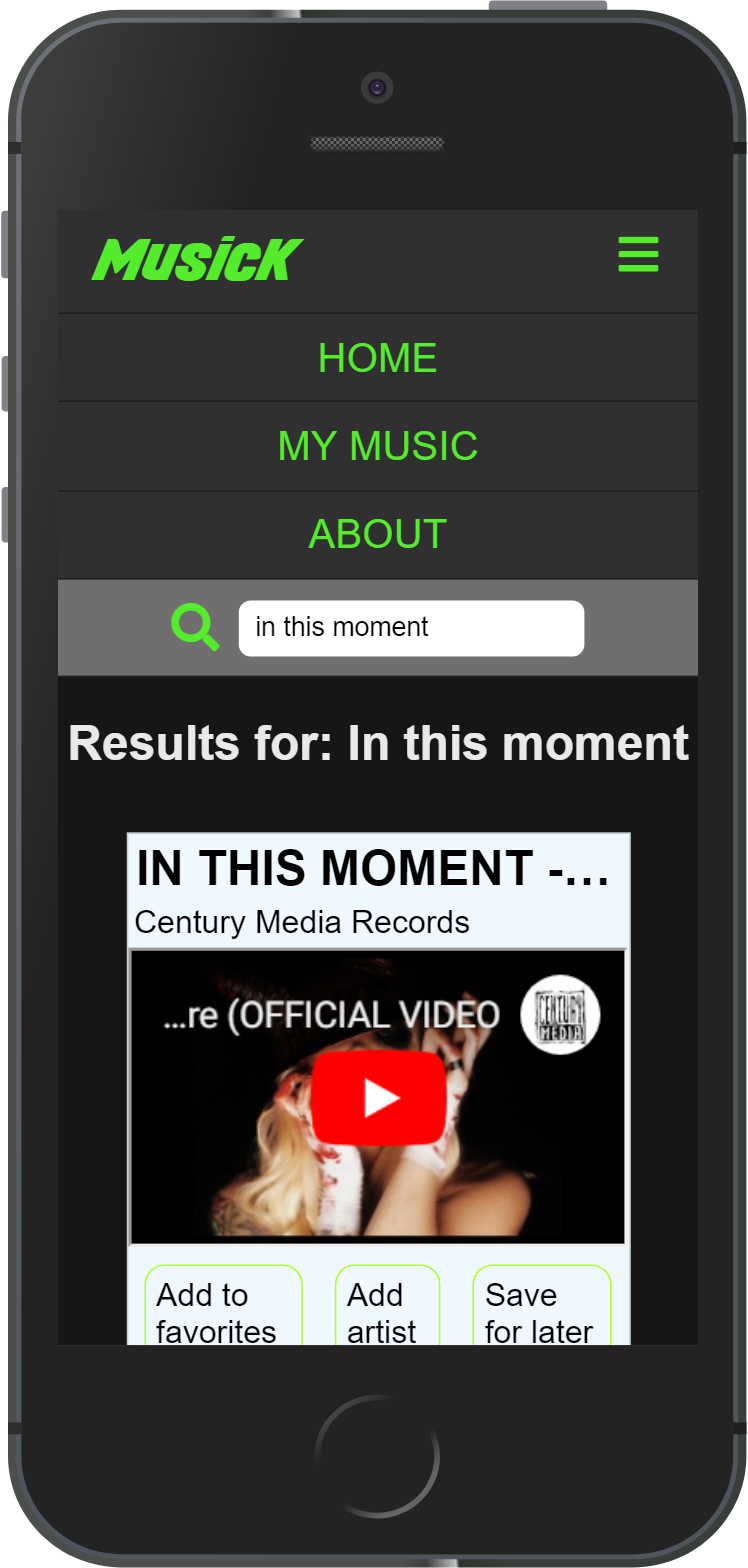 MusicK
HOME
MY MUSIC
ABOUT
in this moment
Results for: In this moment
IN THIS MOMENT -...
Century Media Records
...re (OFFICIAL VIDEO
CENTURY
MEDIA
Add to
favorites
Add
artist
Save
for later